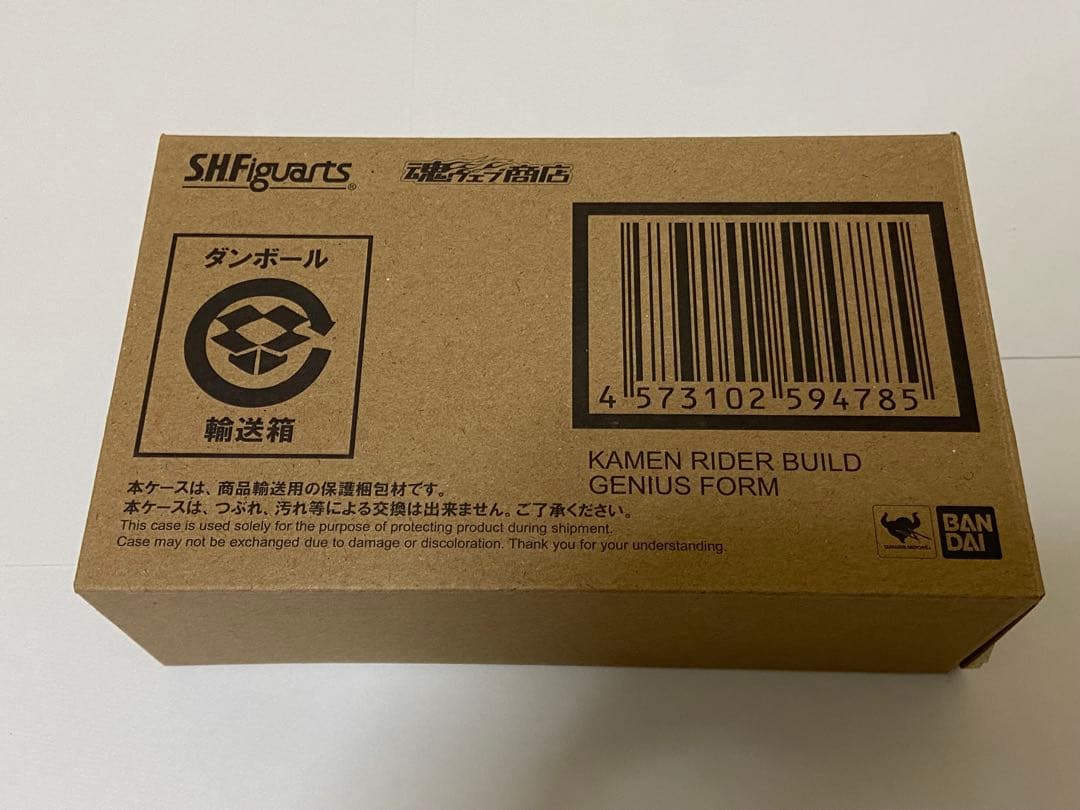 S.H.Figuarts®
魂ウェブ商店
ダンボール
輸送箱
4 573102 594785
KAMEN RIDER BUILD
GENIUS FORM
本ケースは、商品輸送用の保護梱包材です。
本ケースは、つぶれ、汚れ等による交換は出来ません。ご了承ください。
This case is used solely for the purpose of protecting product during shipment.
Case may not be exchanged due to damage or discoloration. Thank you for your understanding.
BAN
DAI